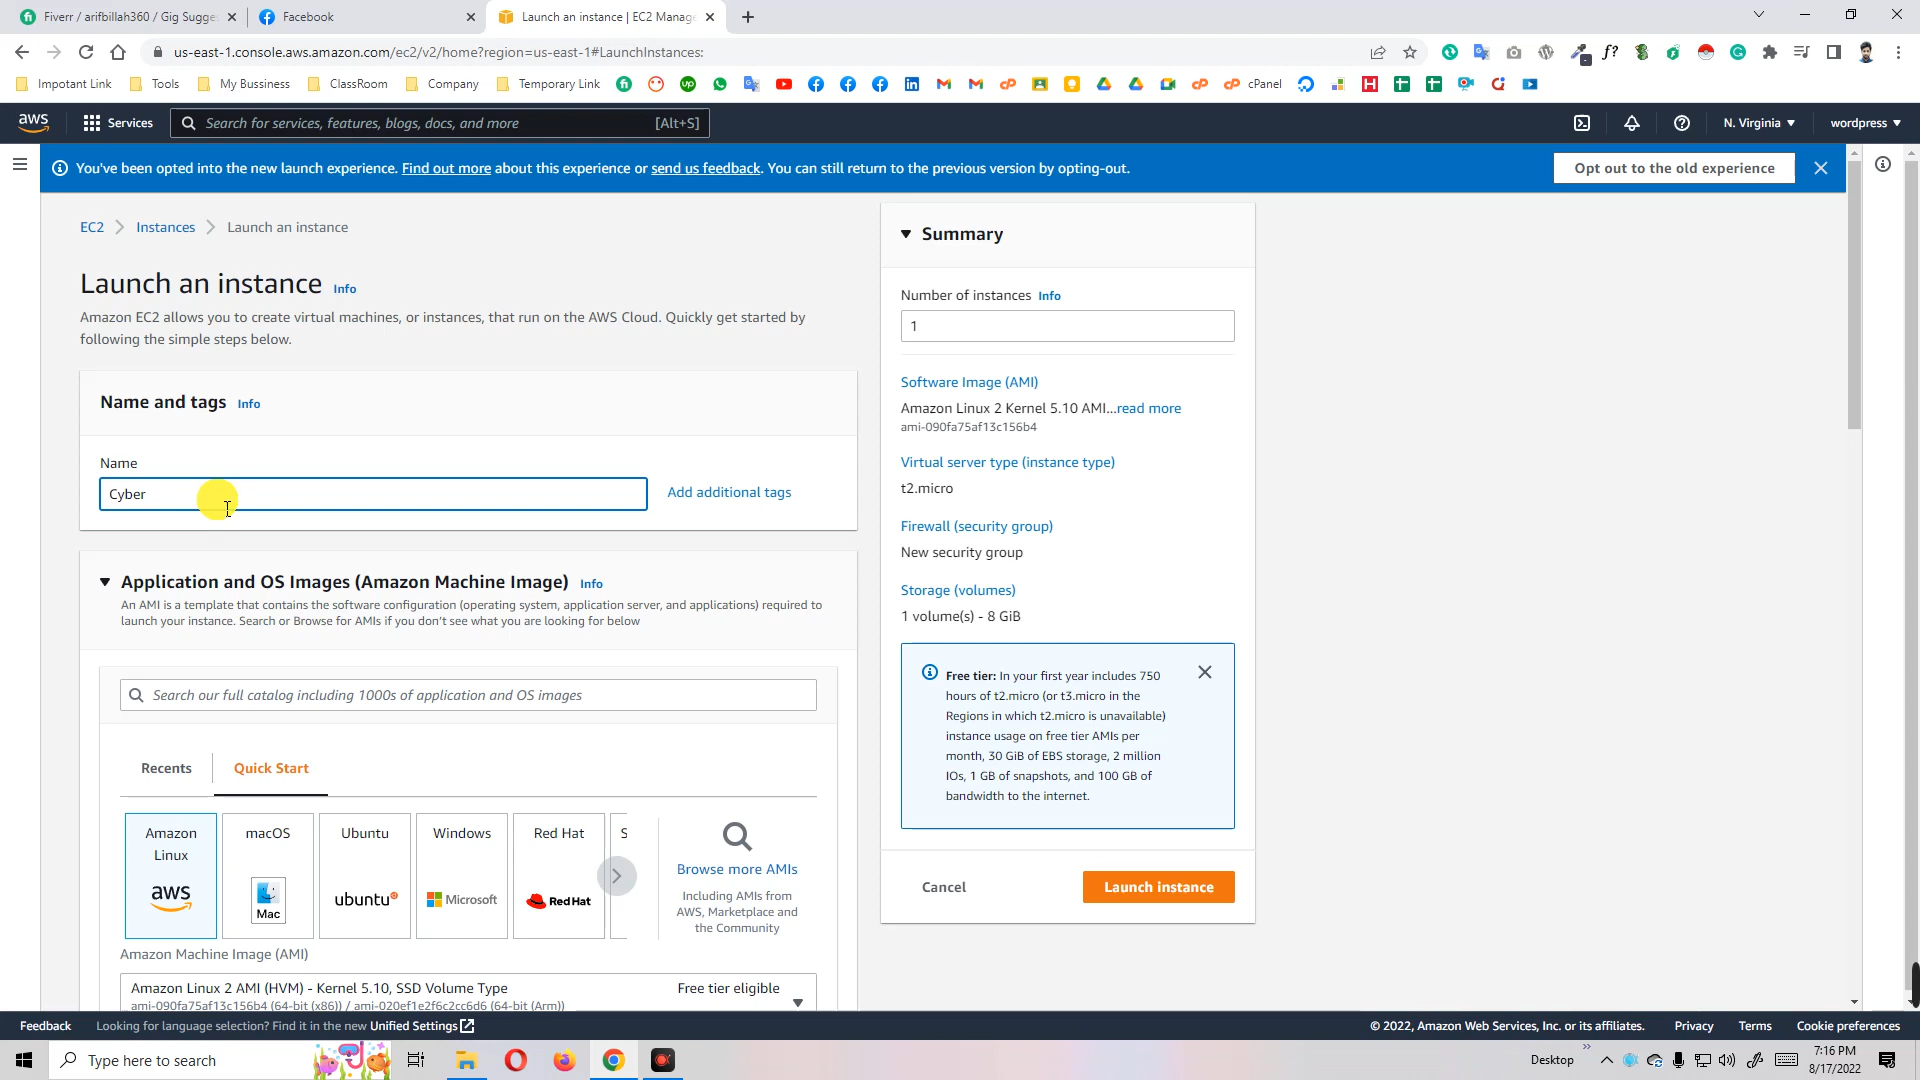 Fiverr / arifbillah360 / Gig Sugge
Facebook
Launch an instance | EC2 Manag
us-east-1.console.aws.amazon.com/ec2/v2/home?region=us-east-1#LaunchInstances:
Impotant Link
Tools
My Bussiness
ClassRoom
Company
Temporary Link
cPanel
aws
Services
Search for services, features, blogs, docs, and more
[Alt+S]
N. Virginia
wordpress
You've been opted into the new launch experience. Find out more about this experience or send us feedback. You can still return to the previous version by opting-out.
Opt out to the old experience
EC2
Instances
Launch an instance
Launch an instance Info
Amazon EC2 allows you to create virtual machines, or instances, that run on the AWS Cloud. Quickly get started by
following the simple steps below.
Name and tags Info
Name
Cyber
Add additional tags
Application and OS Images (Amazon Machine Image) Info
An AMI is a template that contains the software configuration (operating system, application server, and applications) required to
launch your instance. Search or Browse for AMIs if you don't see what you are looking for below
Search our full catalog including 1000s of application and OS images
Recents
Quick Start
Amazon
Linux
aws
macOS
Mac
Ubuntu
ubuntu
Windows
Microsoft
Red Hat
Red Hat
S
Browse more AMIs
Including AMIs from
AWS, Marketplace and
the Community
Amazon Machine Image (AMI)
Amazon Linux 2 AMI (HVM) - Kernel 5.10, SSD Volume Type
Free tier eligible
ami-090fa75af13c156b4 (64-bit (x86)) / ami-020ef1e2f6c2cc6d6 (64-bit (Arm))
Summary
Number of instances Info
1
Software Image (AMI)
Amazon Linux 2 Kernel 5.10 AMI...read more
ami-090fa75af13c156b4
Virtual server type (instance type)
t2.micro
Firewall (security group)
New security group
Storage (volumes)
1 volume(s) - 8 GiB
Free tier: In your first year includes 750
hours of t2.micro (or t3.micro in the
Regions in which t2.micro is unavailable)
instance usage on free tier AMIs per
month, 30 GiB of EBS storage, 2 million
IOs, 1 GB of snapshots, and 100 GB of
bandwidth to the internet.
Cancel
Launch instance
Feedback
Looking for language selection? Find it in the new Unified Settings
© 2022, Amazon Web Services, Inc. or its affiliates.
Privacy
Terms
Cookie preferences
Type here to search
Desktop
7:16 PM
8/17/2022